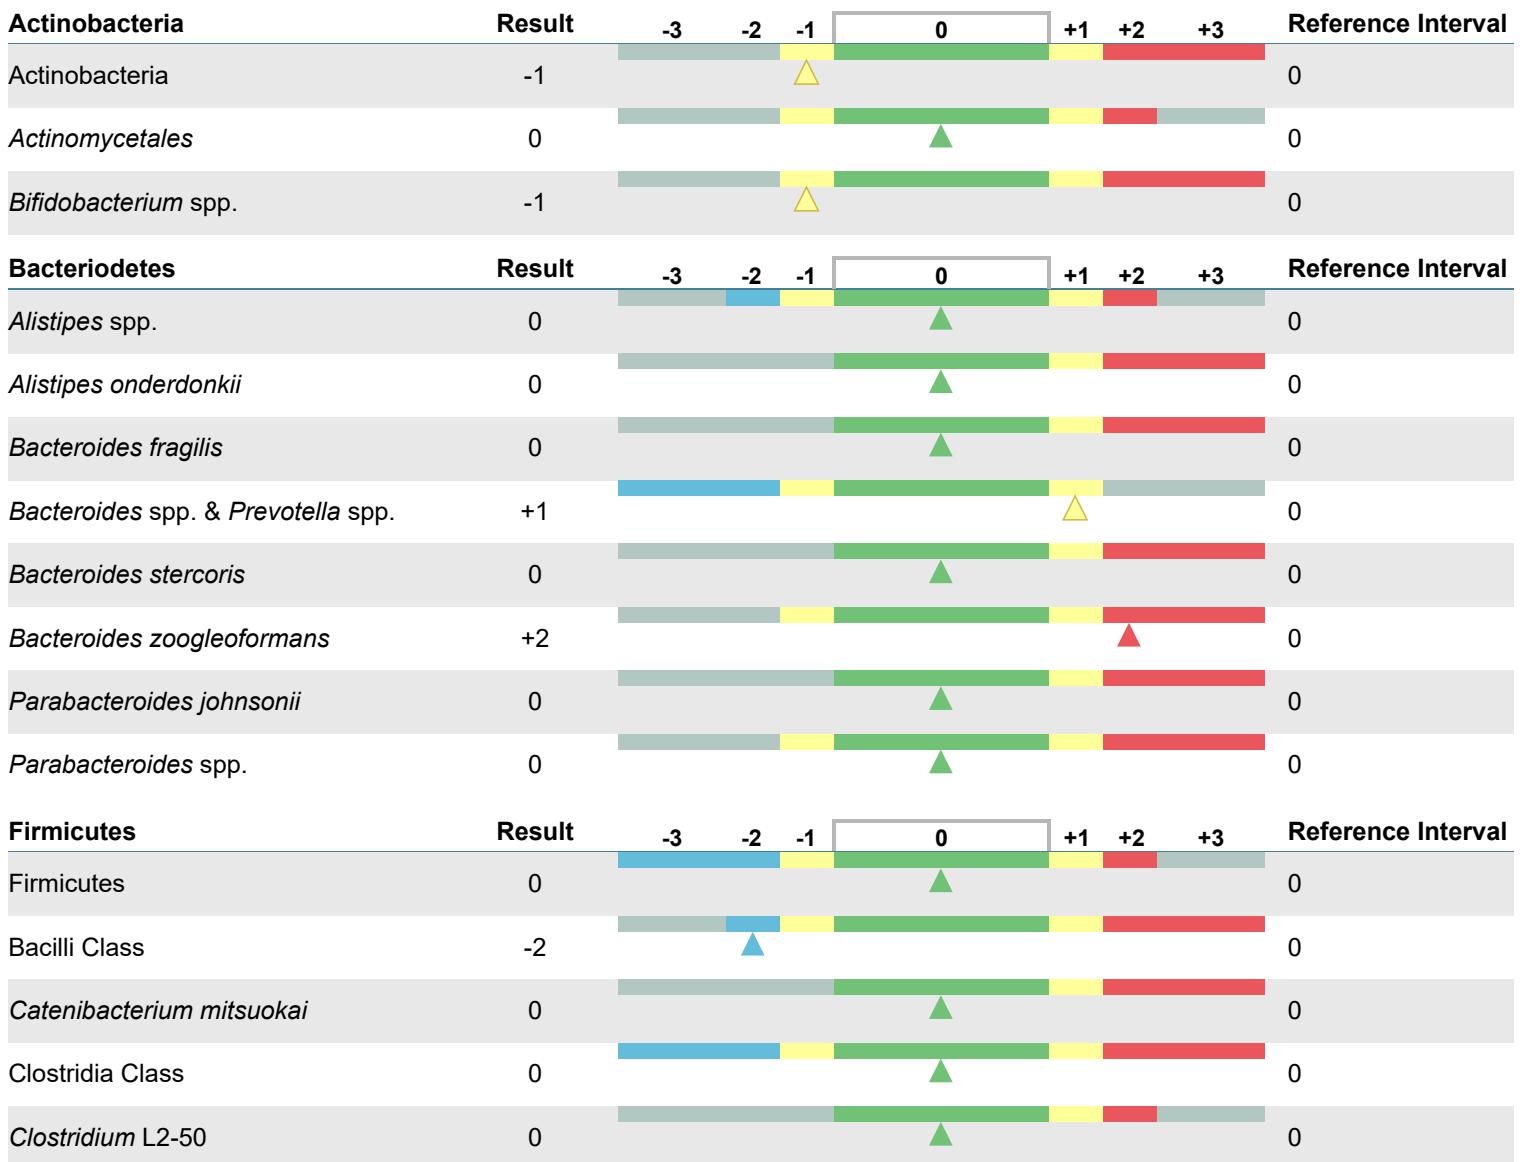 Actinobacteria Result -3 -2 -1 0 +1 +2 +3 Reference Interval
Actinobacteria -1 0
Actinomycetales 0 0
Bifidobacterium spp. -1 0
Bacteriodetes Result -3 -2 -1 0 +1 +2 +3 Reference Interval
Alistipes spp. 0 0
Alistipes onderdonkii 0 0
Bacteroides fragilis 0 0
Bacteroides spp. & Prevotella spp. +1 0
Bacteroides stercoris 0 0
Bacteroides zoogleoformans +2 0
Parabacteroides johnsonii 0 0
Parabacteroides spp. 0 0
Firmicutes Result -3 -2 -1 0 +1 +2 +3 Reference Interval
Firmicutes 0 0
Bacilli Class -2 0
Catenibacterium mitsuokai 0 0
Clostridia Class 0 0
Clostridium L2-50 0 0